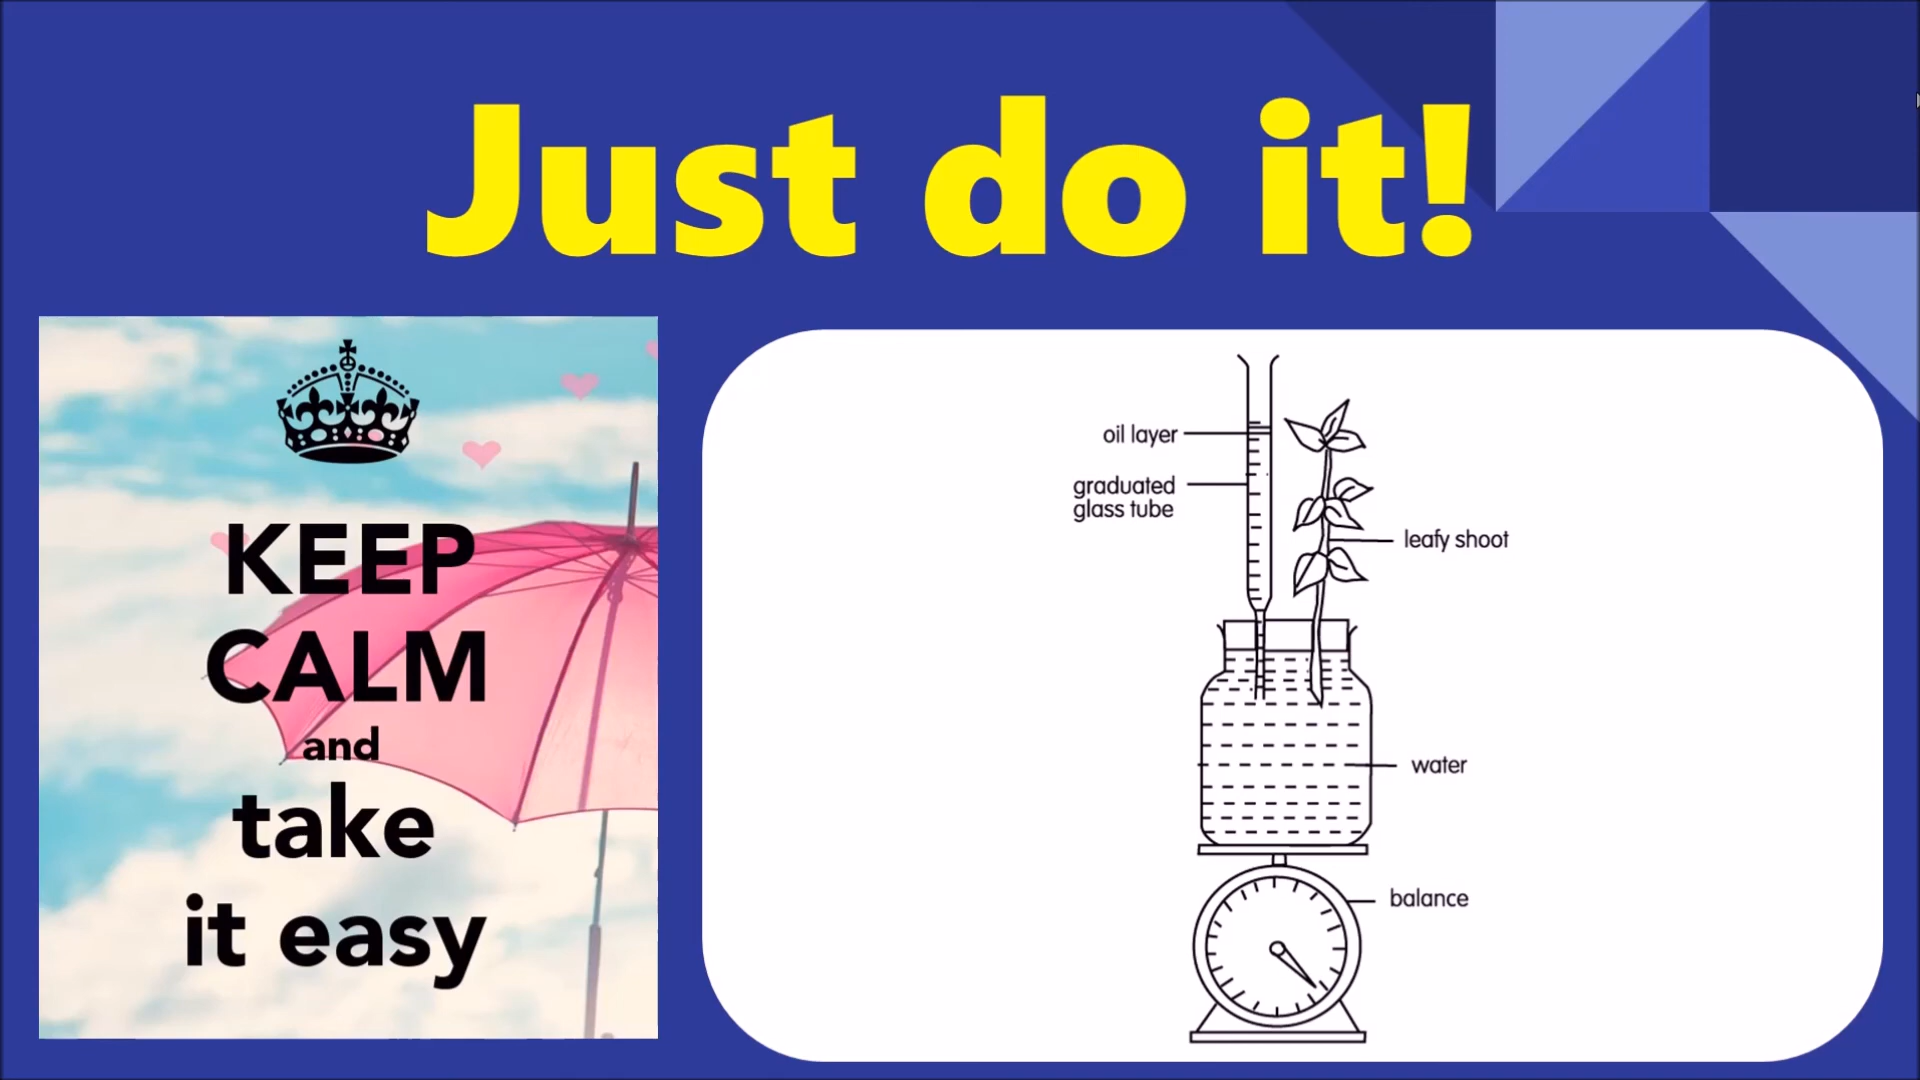 Just do it!
KEEP
CALM
and
take
it easy
oil layer
graduated
glass tube
leafy shoot
water
balance